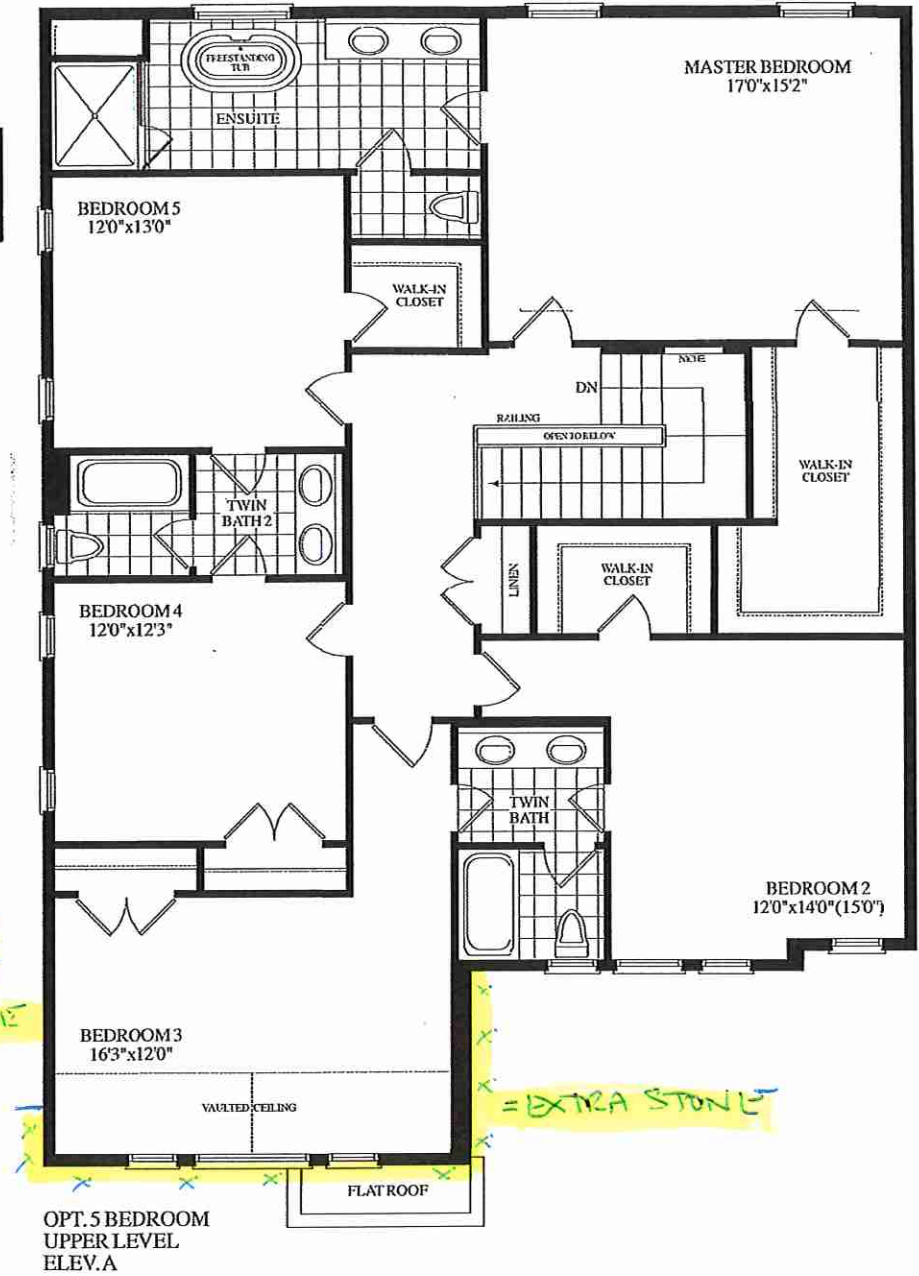 FREESTANDING
TUB
ENSUITE
MASTER BEDROOM
17'0"x15'2"
BEDROOM 5
12'0"x13'0"
WALK-IN
CLOSET
NICHE
DN
RAILING
OPEN TO BELOW
WALK-IN
CLOSET
TWIN
BATH 2
WALK-IN
CLOSET
LINEN
BEDROOM 4
12'0"x12'3"
TWIN
BATH
BEDROOM 2
12'0"x14'0"(15'0")
BEDROOM 3
16'3"x12'0"
VAULTED CEILING
= EXTRA STONE
FLAT ROOF
OPT. 5 BEDROOM
UPPER LEVEL
ELEV. A